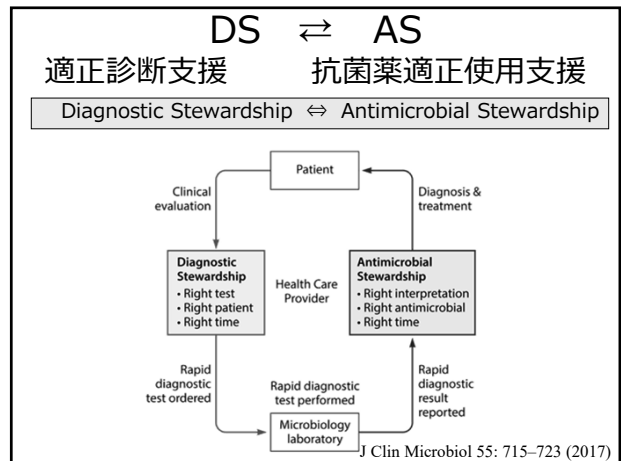 DS ⇄ AS
適正診断支援 抗菌薬適正使用支援
Diagnostic Stewardship ⇔ Antimicrobial Stewardship
Patient
Clinical
evaluation
Diagnosis &
treatment
Diagnostic
Stewardship
• Right test
• Right patient
• Right time
Health Care
Provider
Antimicrobial
Stewardship
• Right interpretation
• Right antimicrobial
• Right time
Rapid
diagnostic
test ordered
Rapid diagnostic
test performed
Microbiology
laboratory
Rapid
diagnostic
result
reported
J Clin Microbiol 55: 715–723 (2017)